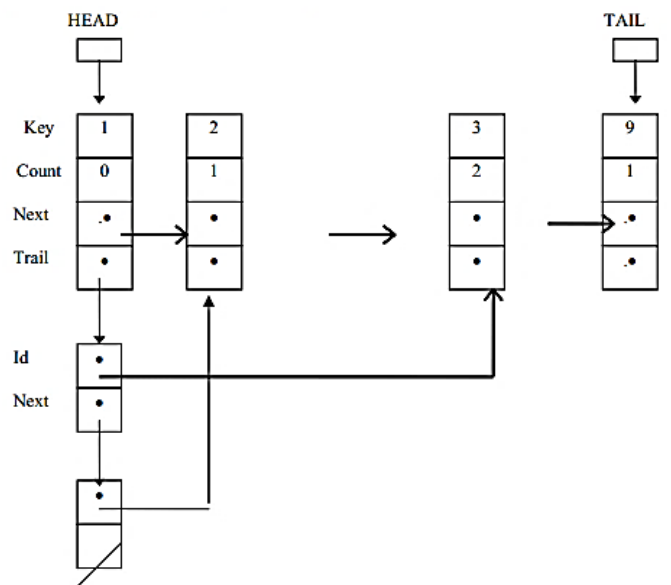 HEAD TAIL
Key 1 2 3 9
Count 0 1 2 1
Next
Trail
Id
Next